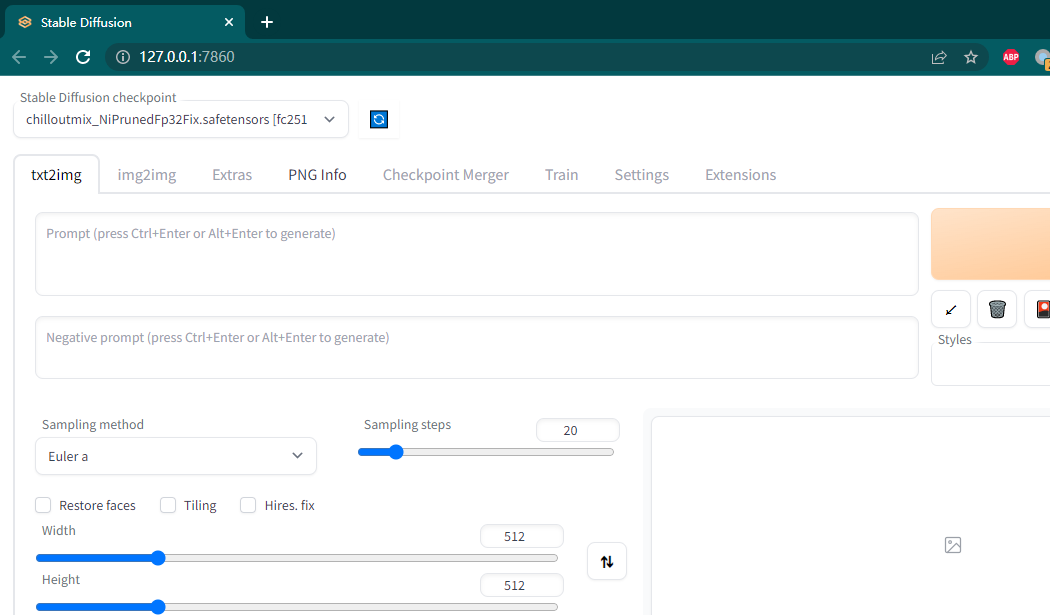 Stable Diffusion
127.0.0.1:7860
ABP
Stable Diffusion checkpoint
chilloutmix_NiPrunedFp32Fix.safetensors [fc251
txt2img img2img Extras PNG Info Checkpoint Merger Train Settings Extensions
Prompt (press Ctrl+Enter or Alt+Enter to generate)
Negative prompt (press Ctrl+Enter or Alt+Enter to generate)
Styles
Sampling method
Euler a
Sampling steps
20
Restore faces Tiling Hires. fix
Width
512
Height
512